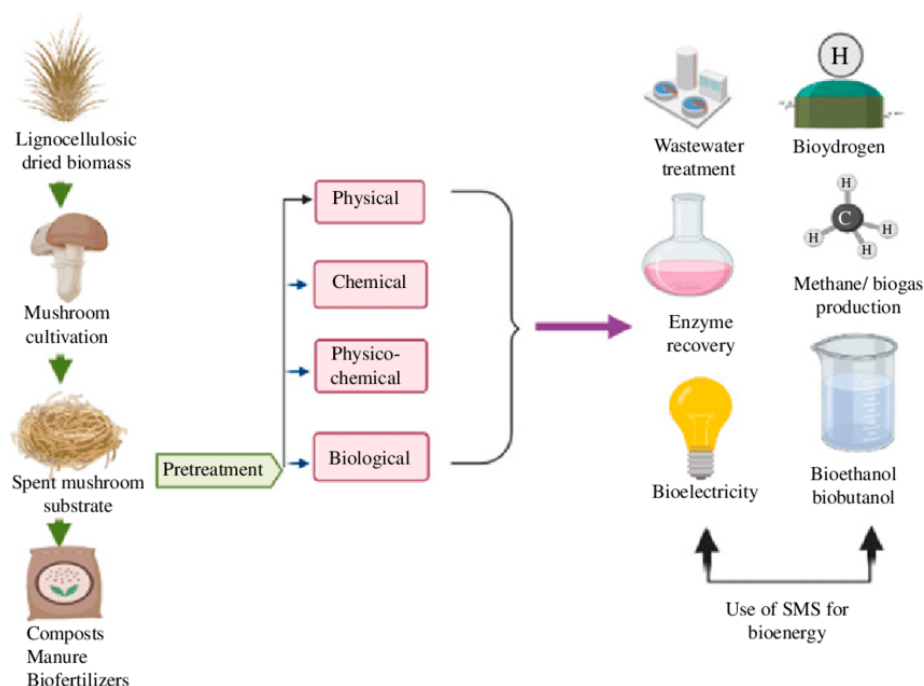 Lignocellulosic
dried biomass
Mushroom
cultivation
Spent mushroom
substrate
Composts
Manure
Biofertilizers
Pretreatment
Physical
Chemical
Physico-
chemical
Biological
Wastewater
treatment
H
Bioydrogen
Enzyme
recovery
H
C
H
H
H
Methane/ biogas
production
Bioelectricity
Bioethanol
biobutanol
Use of SMS for
bioenergy